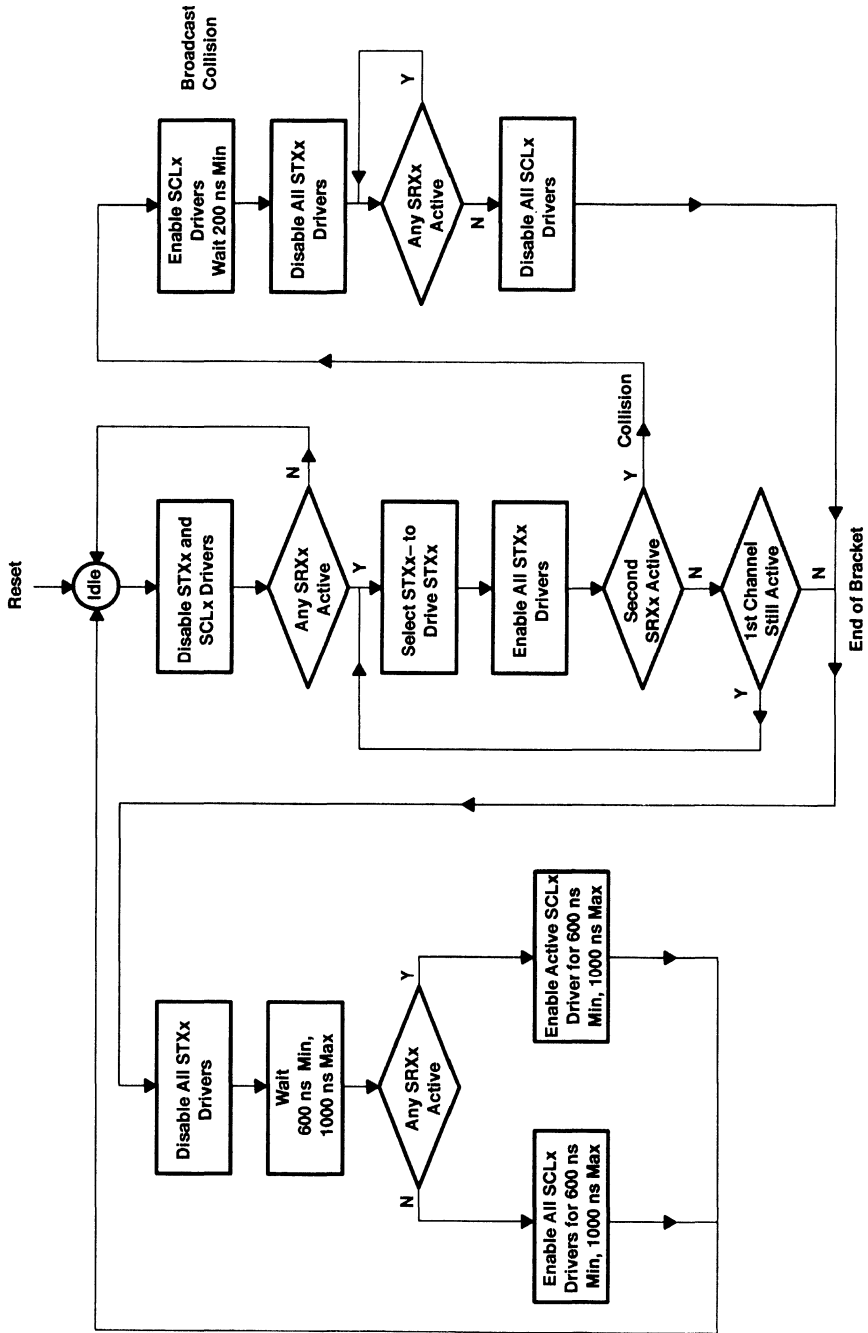 Reset
Idle
Disable STXx and
SCLx Drivers
Any SRXx
Active
N
Y
Select STXx– to
Drive STXx
Enable All STXx
Drivers
Second
SRXx Active
Y
Collision
N
1st Channel
Still Active
Y
N
End of Bracket
Broadcast
Collision
Enable SCLx
Drivers
Wait 200 ns Min
Disable All STXx
Drivers
Any SRXx
Active
Y
N
Disable All SCLx
Drivers
Disable All STXx
Drivers
Wait
600 ns Min,
1000 ns Max
Any SRXx
Active
N
Y
Enable All SCLx
Drivers for 600 ns
Min, 1000 ns Max
Enable Active SCLx
Driver for 600 ns
Min, 1000 ns Max